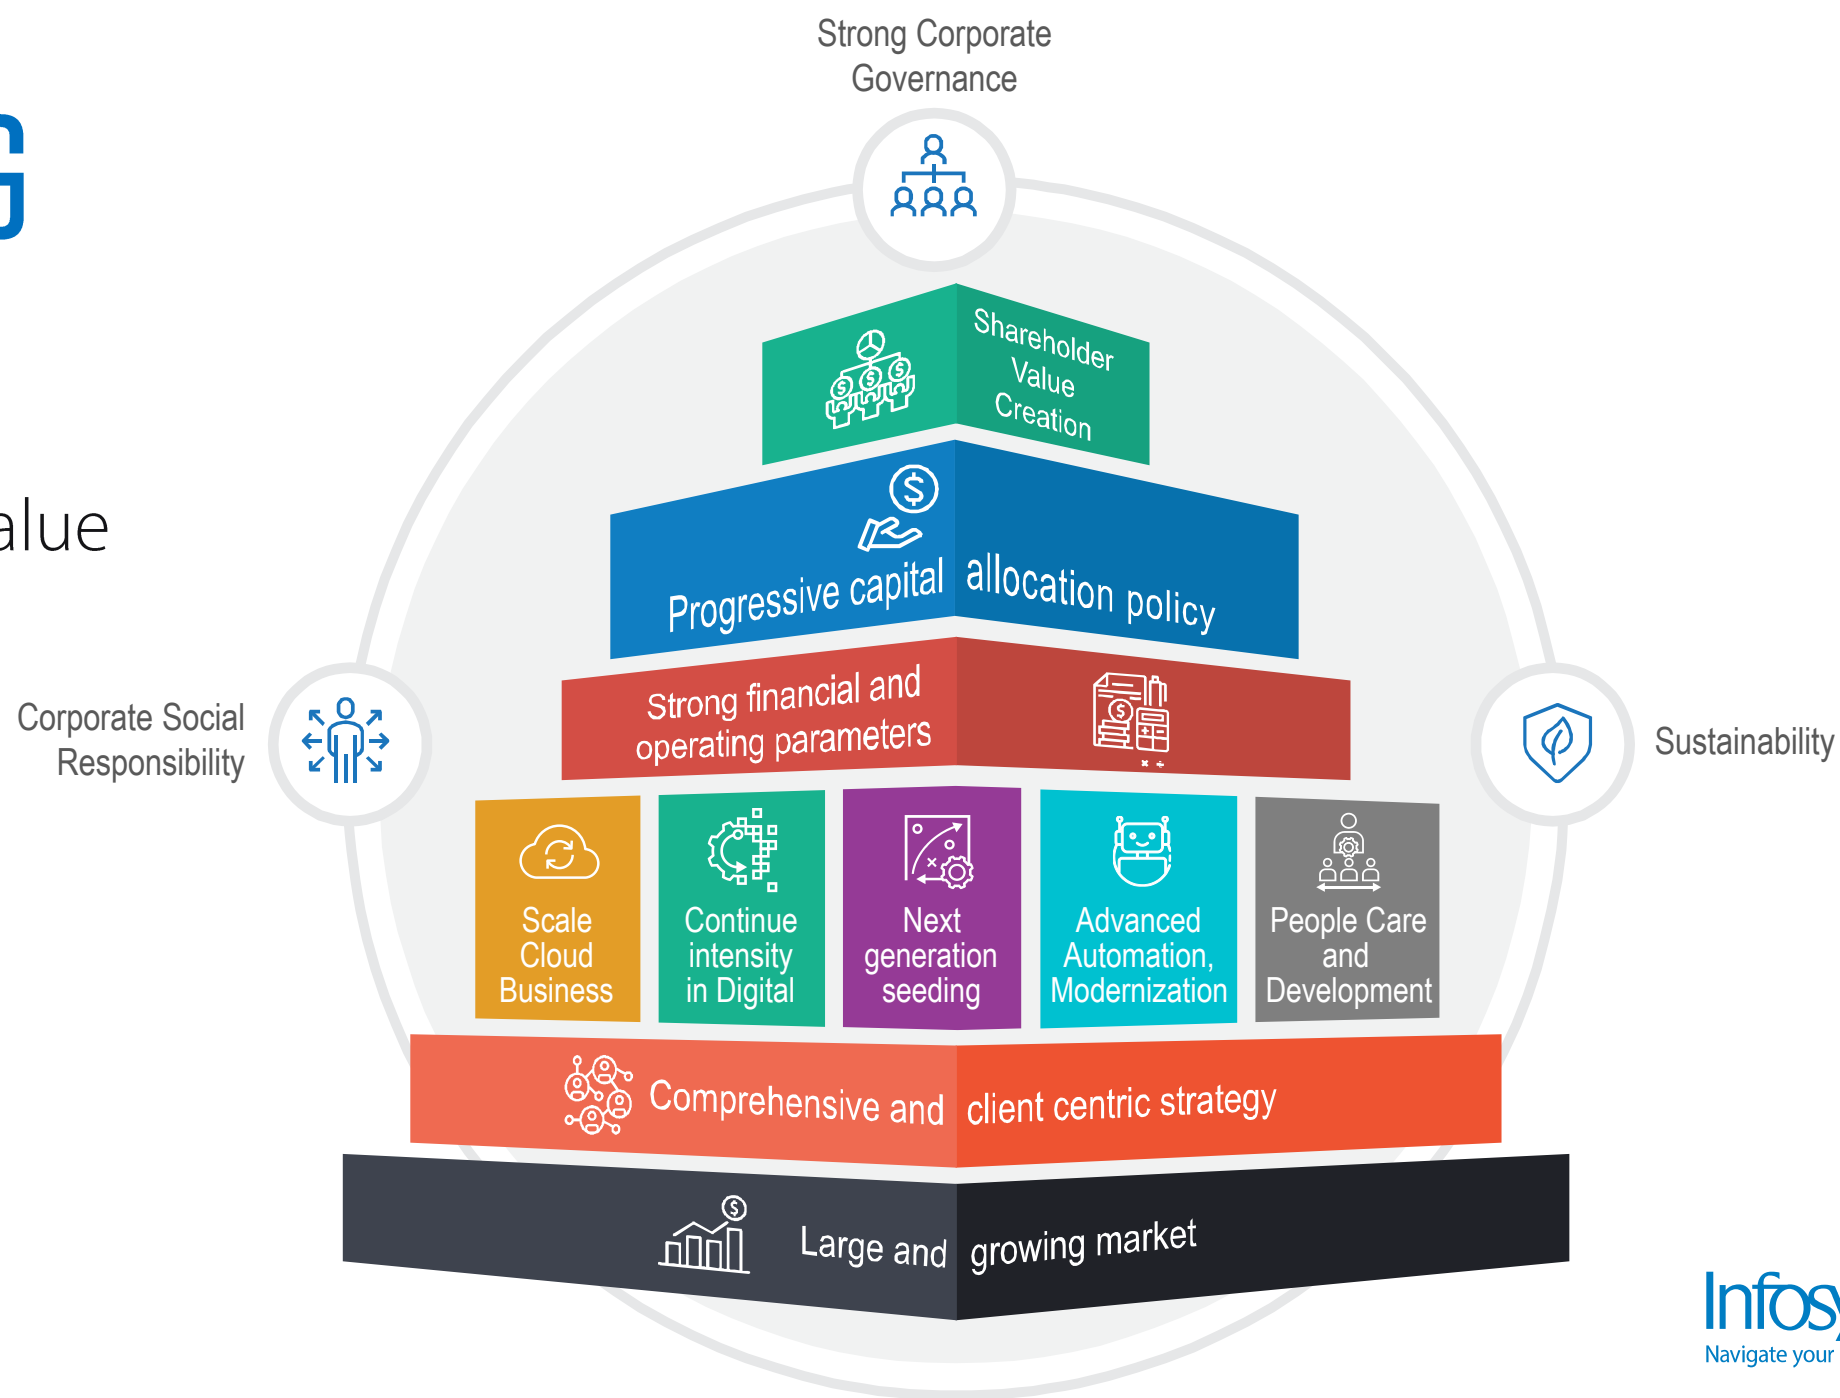 Strong Corporate
Governance
G
alue
Shareholder
Value
Creation
Progressive capital allocation policy
Strong financial and
operating parameters
Corporate Social
Responsibility
Sustainability
Scale
Cloud
Business
Continue
intensity
in Digital
Next
generation
seeding
Advanced
Automation,
Modernization
People Care
and
Development
Comprehensive and client centric strategy
Large and growing market
Infosy
Navigate your